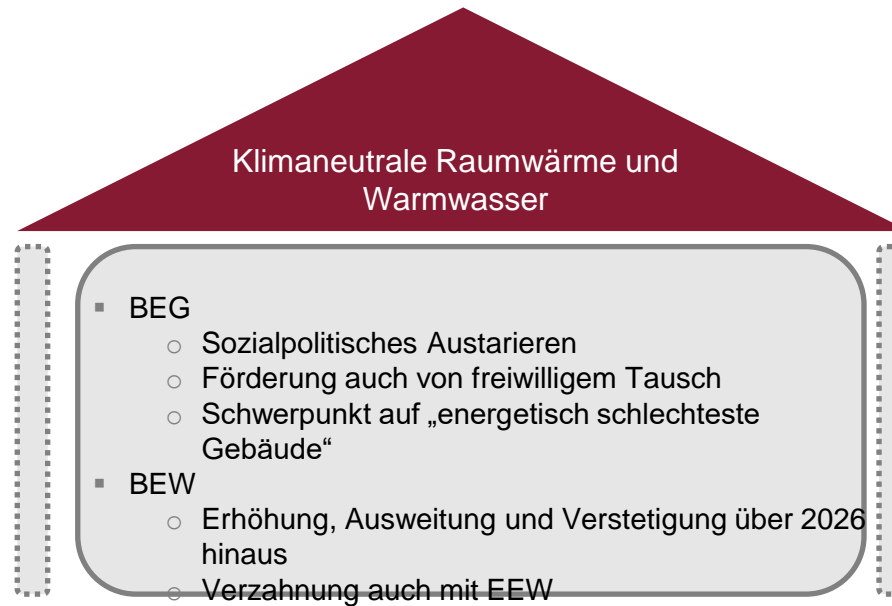 Klimaneutrale Raumwärme und
Warmwasser
▪ BEG
○ Sozialpolitisches Austarieren
○ Förderung auch von freiwilligem Tausch
○ Schwerpunkt auf „energetisch schlechteste
Gebäude“
▪ BEW
○ Erhöhung, Ausweitung und Verstetigung über 2026
hinaus
○ Verzahnung auch mit EEW